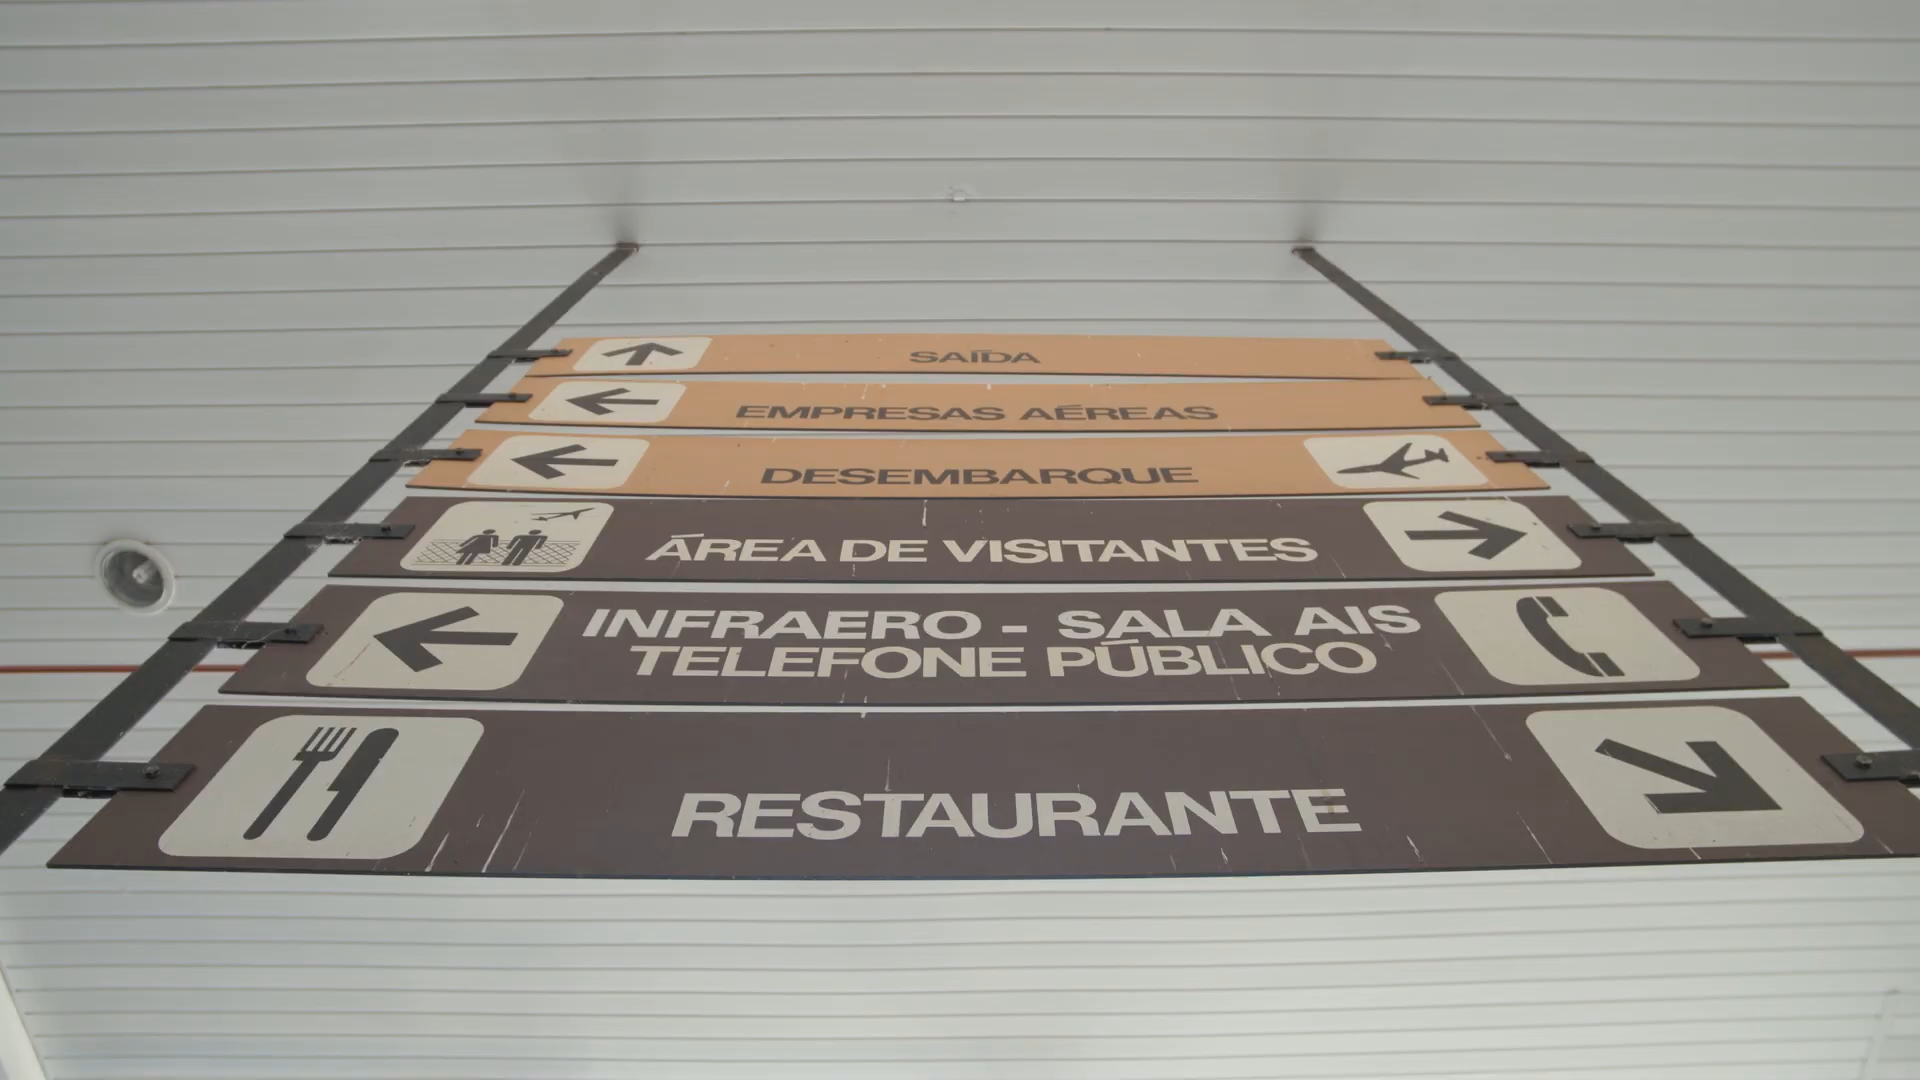 SAÍDA
EMPRESAS AÉREAS
DESEMBARQUE
ÁREA DE VISITANTES
INFRAERO - SALA AIS
TELEFONE PÚBLICO
RESTAURANTE